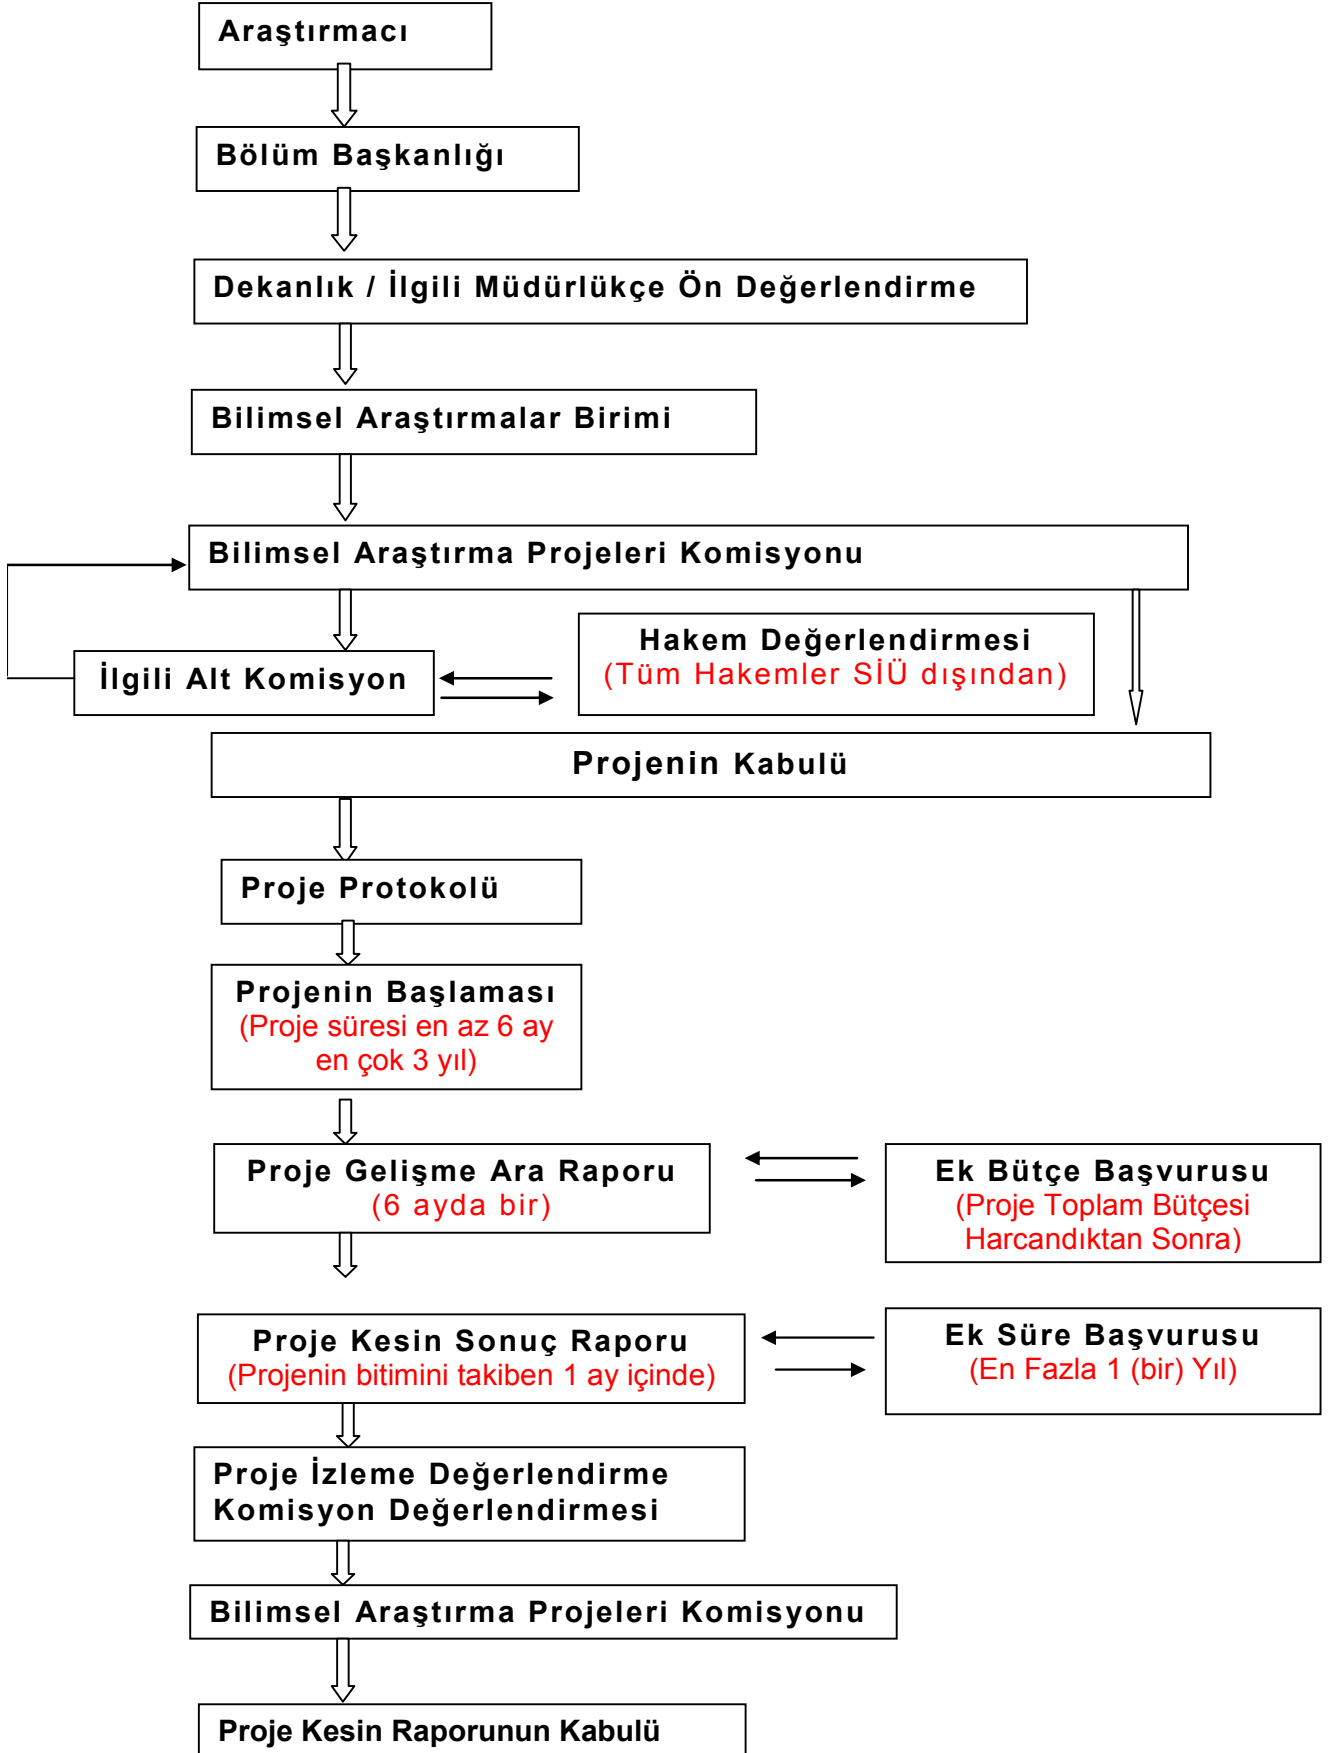 Araştırmacı
Bölüm Başkanlığı
Dekanlık / İlgili Müdürlükçe Ön Değerlendirme
Bilimsel Araştırmalar Birimi
Bilimsel Araştırma Projeleri Komisyonu
Hakem Değerlendirmesi
(Tüm Hakemler SİÜ dışından)
İlgili Alt Komisyon
Projenin Kabulü
Proje Protokolü
Projenin Başlaması
(Proje süresi en az 6 ay
en çok 3 yıl)
Proje Gelişme Ara Raporu
(6 ayda bir)
Ek Bütçe Başvurusu
(Proje Toplam Bütçesi
Harcandıktan Sonra)
Proje Kesin Sonuç Raporu
(Projenin bitimini takiben 1 ay içinde)
Ek Süre Başvurusu
(En Fazla 1 (bir) Yıl)
Proje İzleme Değerlendirme
Komisyon Değerlendirmesi
Bilimsel Araştırma Projeleri Komisyonu
Proje Kesin Raporunun Kabulü